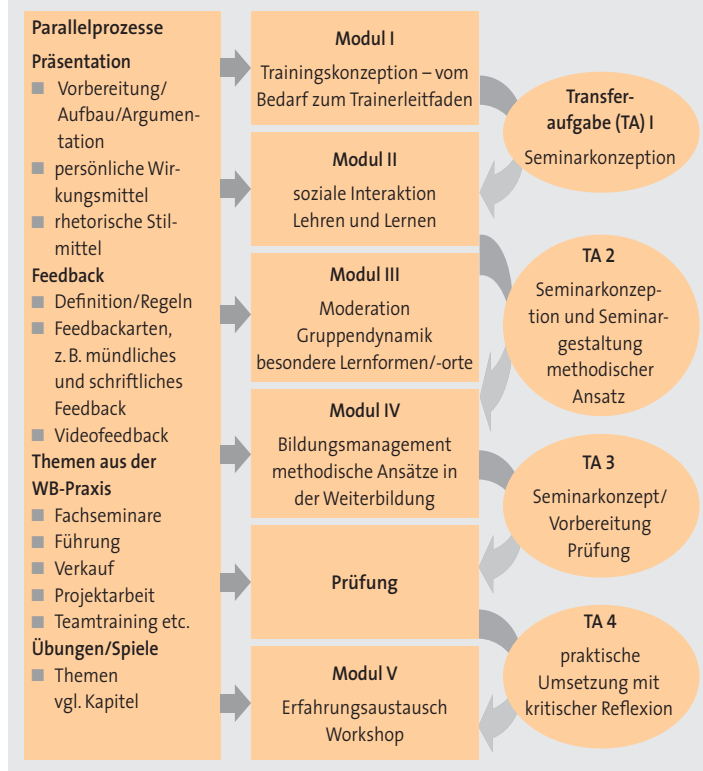 Parallelprozesse
Präsentation
■ Vorbereitung/
Aufbau/Argumen-
tation
■ persönliche Wir-
kungsmittel
■ rhetorische Stil-
mittel
Feedback
■ Definition/Regeln
■ Feedbackarten,
z. B. mündliches
und schriftliches
Feedback
■ Videofeedback
Themen aus der
WB-Praxis
■ Fachseminare
■ Führung
■ Verkauf
■ Projektarbeit
■ Teamtraining etc.
Übungen/Spiele
■ Themen
vgl. Kapitel
Modul I
Trainingskonzeption – vom
Bedarf zum Trainerleitfaden
Modul II
soziale Interaktion
Lehren und Lernen
Modul III
Moderation
Gruppendynamik
besondere Lernformen/-orte
Modul IV
Bildungsmanagement
methodische Ansätze in
der Weiterbildung
Prüfung
Modul V
Erfahrungsaustausch
Workshop
Transfer-
aufgabe (TA) I
Seminarkonzeption
TA 2
Seminarkonzep-
tion und Seminar-
gestaltung
methodischer
Ansatz
TA 3
Seminarkonzept/
Vorbereitung
Prüfung
TA 4
praktische
Umsetzung mit
kritischer Reflexion